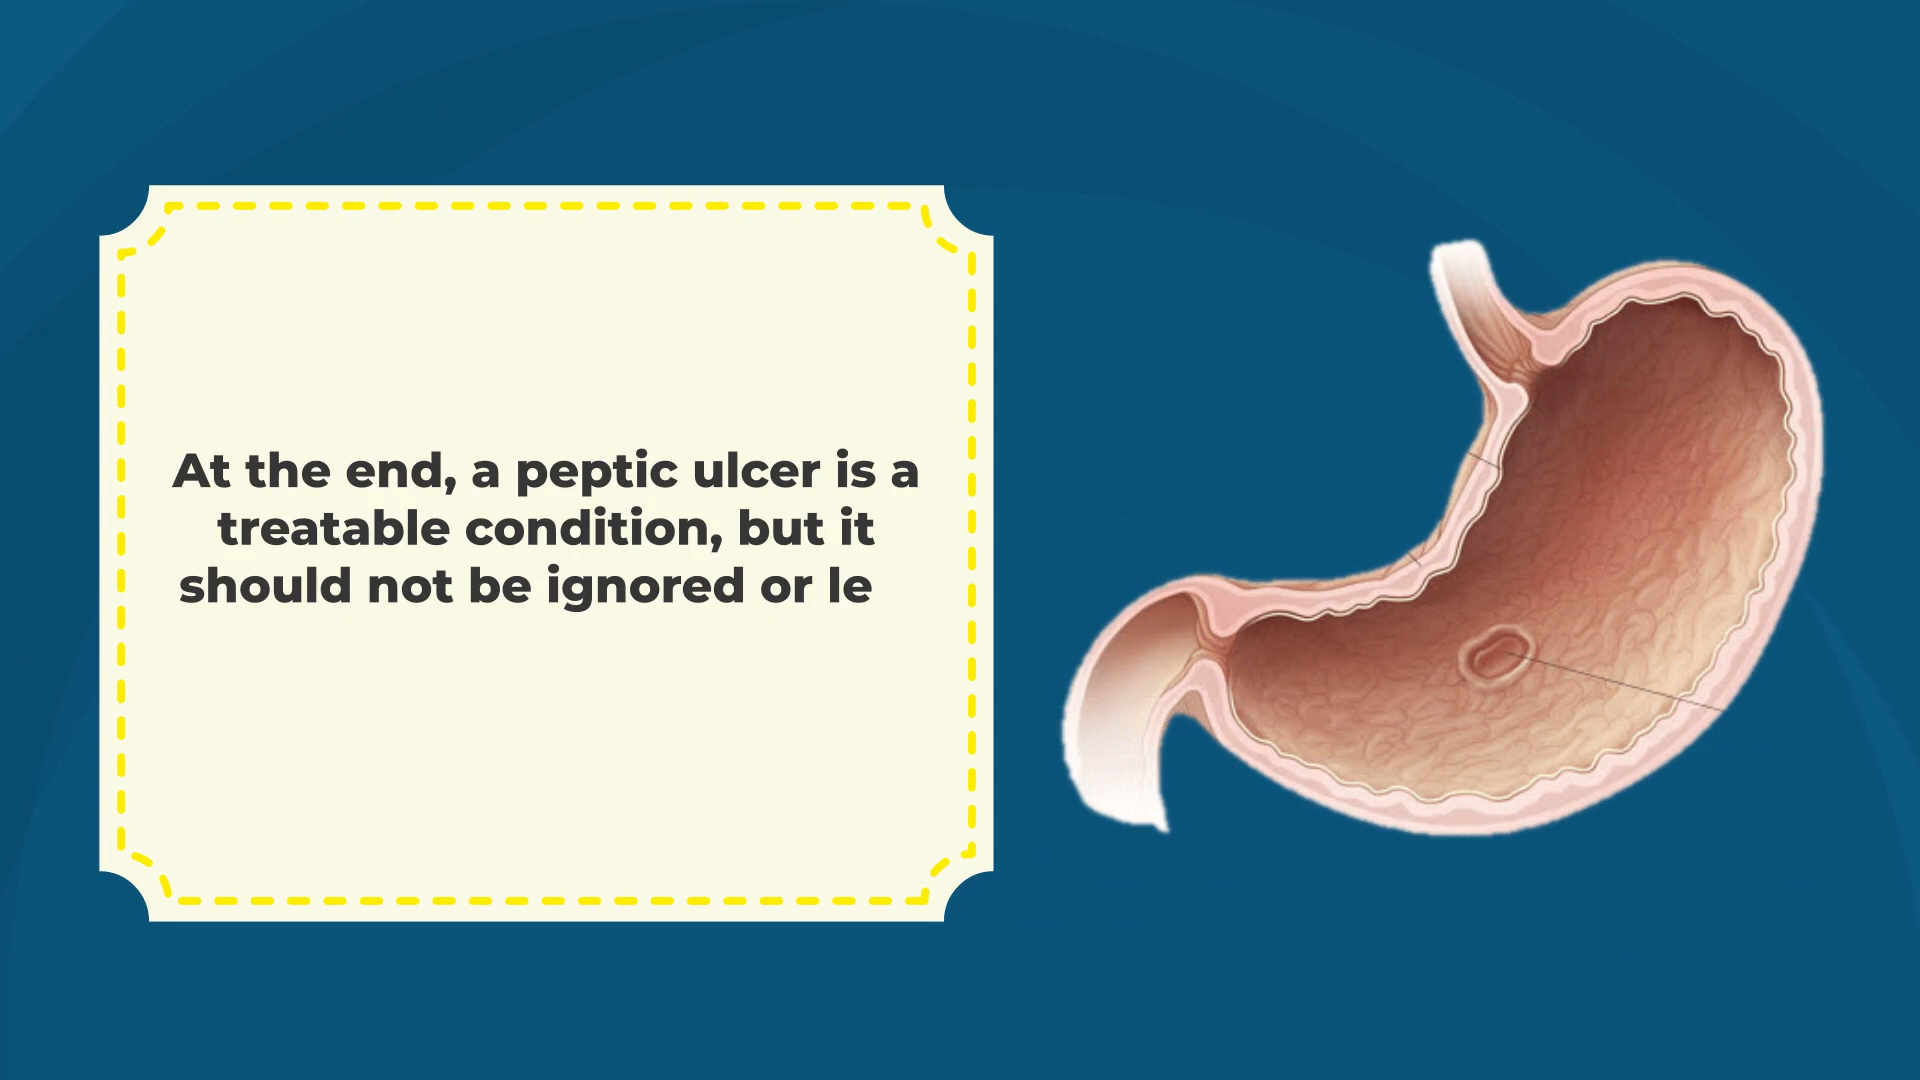 At the end, a peptic ulcer is a
treatable condition, but it
should not be ignored or le